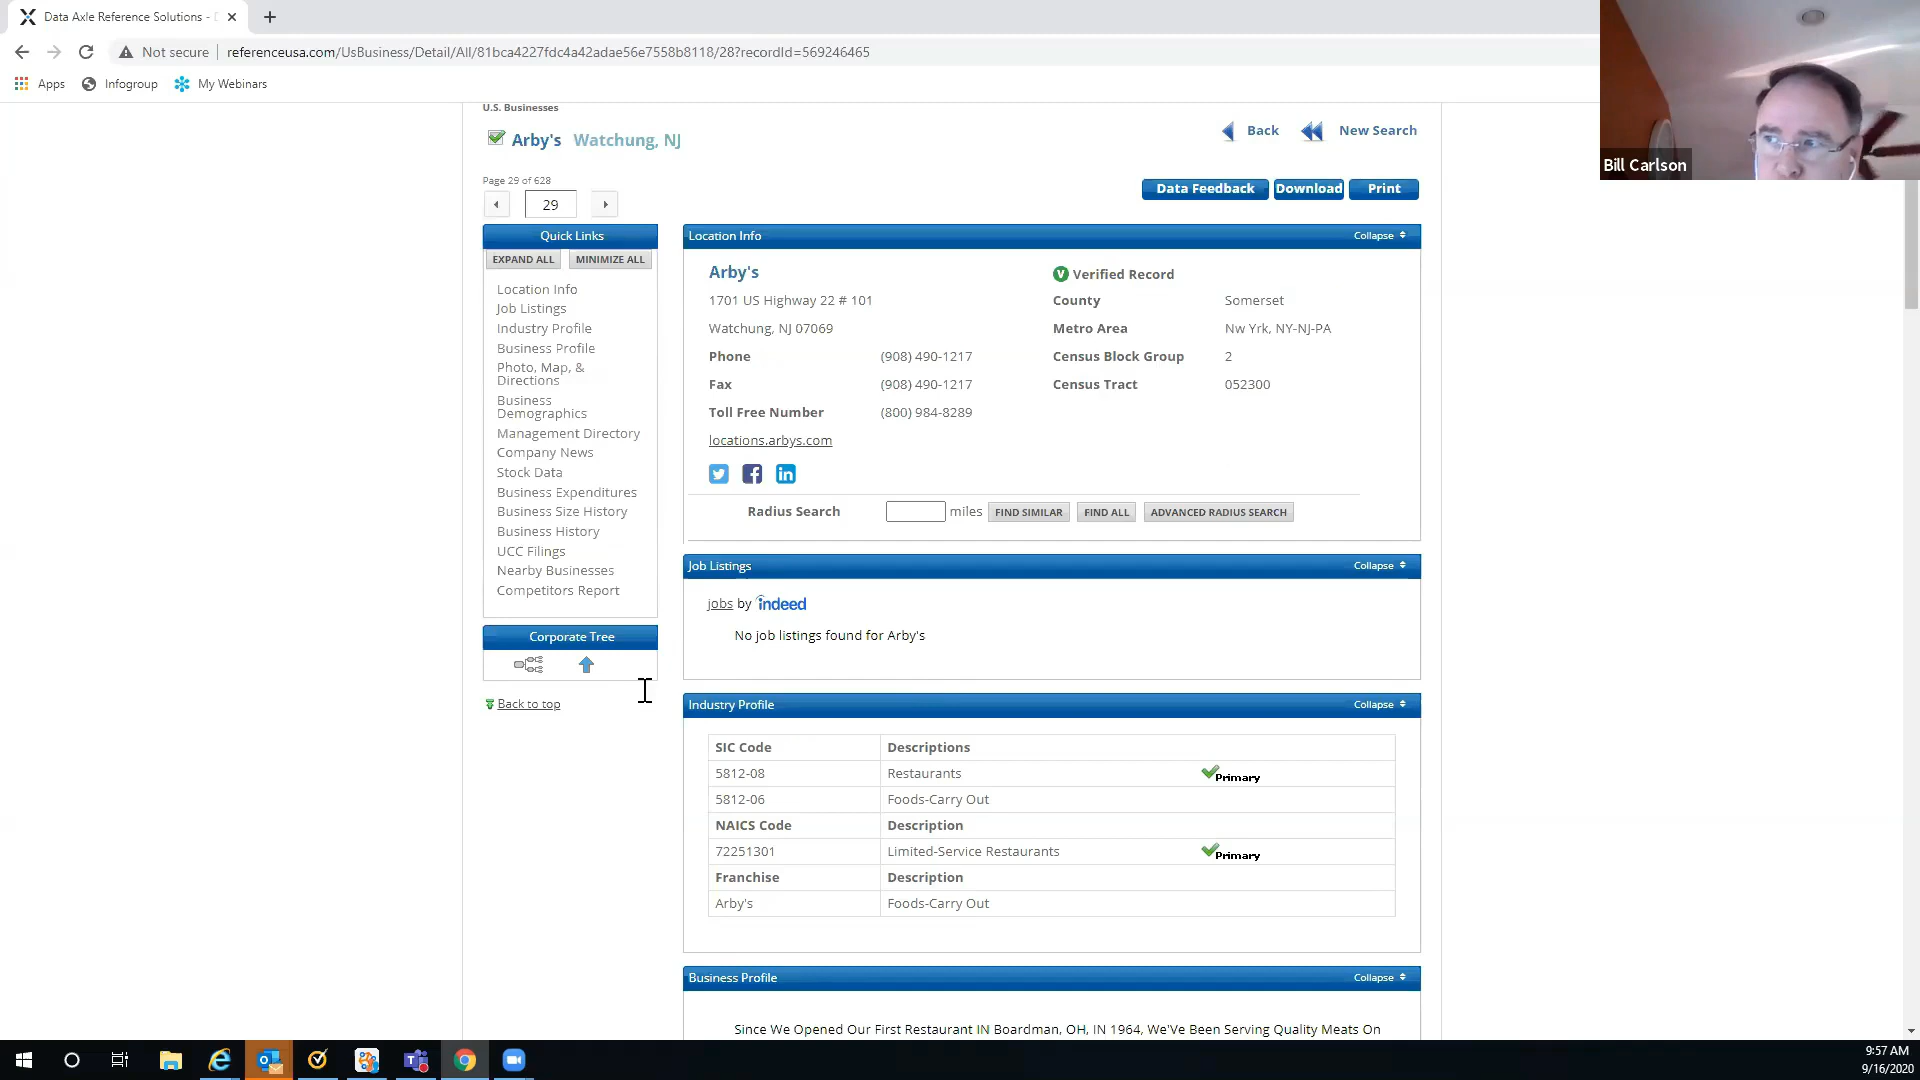 Data Axle Reference Solutions -
Not secure
referenceusa.com/UsBusiness/Detail/All/81bca4227fdc4a42adae56e7558b8118/28?recordId=569246465
Apps
Infogroup
My Webinars
Bill Carlson
U.S. Businesses
Arby's Watchung, NJ
Back
New Search
Page 29 of 628
29
Data Feedback
Download
Print
Quick Links
EXPAND ALL
MINIMIZE ALL
Location Info
Job Listings
Industry Profile
Business Profile
Photo, Map, &
Directions
Business
Demographics
Management Directory
Company News
Stock Data
Business Expenditures
Business Size History
Business History
UCC Filings
Nearby Businesses
Competitors Report
Corporate Tree
Back to top
Location Info
Collapse
Arby's
1701 US Highway 22 # 101
Watchung, NJ 07069
Phone (908) 490-1217
Fax (908) 490-1217
Toll Free Number (800) 984-8289
locations.arbys.com
V Verified Record
County Somerset
Metro Area Nw Yrk, NY-NJ-PA
Census Block Group 2
Census Tract 052300
Radius Search miles FIND SIMILAR FIND ALL ADVANCED RADIUS SEARCH
Job Listings
Collapse
jobs by indeed
No job listings found for Arby's
Industry Profile
Collapse
SIC Code Descriptions
5812-08 Restaurants Primary
5812-06 Foods-Carry Out
NAICS Code Description
72251301 Limited-Service Restaurants Primary
Franchise Description
Arby's Foods-Carry Out
Business Profile
Collapse
Since We Opened Our First Restaurant IN Boardman, OH, IN 1964, We'Ve Been Serving Quality Meats On
9:57 AM
9/16/2020